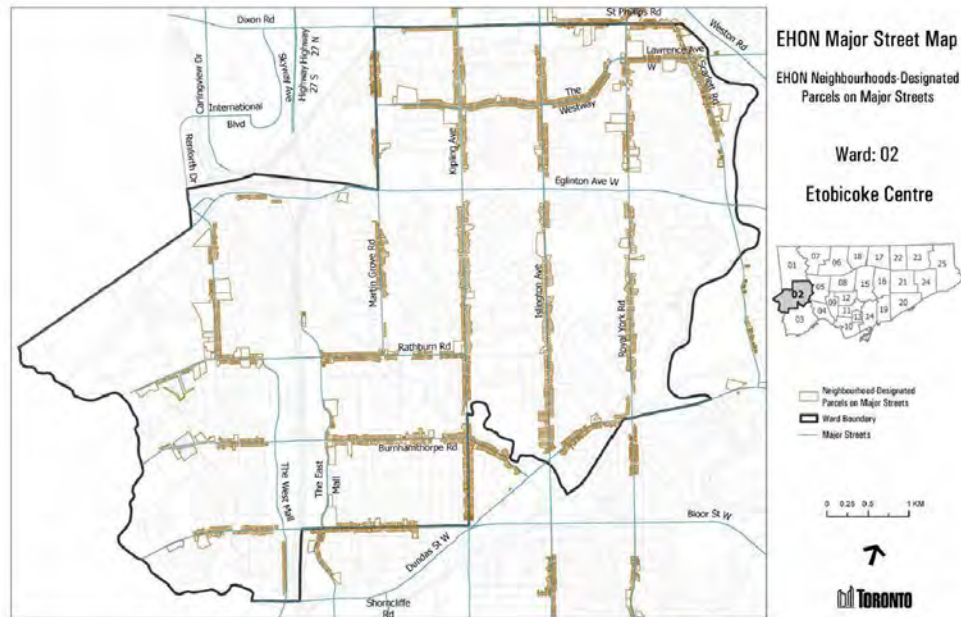 St Phillips Rd
Dixon Rd
Weston Rd
Carlingview Dr
Skyway Ave
Highway 27 S
Highway 27 N
Lawrence Ave
W
Scarlett Rd
International
Blvd
The
Westway
Renforth Dr
Kipling Ave
Eglinton Ave W
Martin Grove Rd
Islington Ave
Royal York Rd
Rathburn Rd
Burnhamthorpe Rd
The West Mall
The East
Mall
Bloor St W
Dundas St W
Shorncliffe
Rd
EHON Major Street Map
EHON Neighbourhoods-Designated
Parcels on Major Streets
Ward: 02
Etobicoke Centre
01
07
06
18
17
22
23
25
02
05
08
15
16
21
24
03
04
09
12
11
13
14
19
20
10
Neighbourhood-Designated
Parcels on Major Streets
Ward Boundary
Major Streets
0 0.25 0.5 1 KM
TORONTO